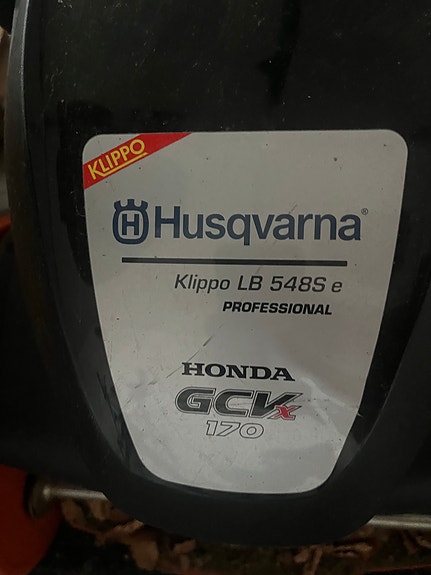 KLIPPO
H Husqvarna®
Klippo LB 548S e
PROFESSIONAL
HONDA
GCVx
170